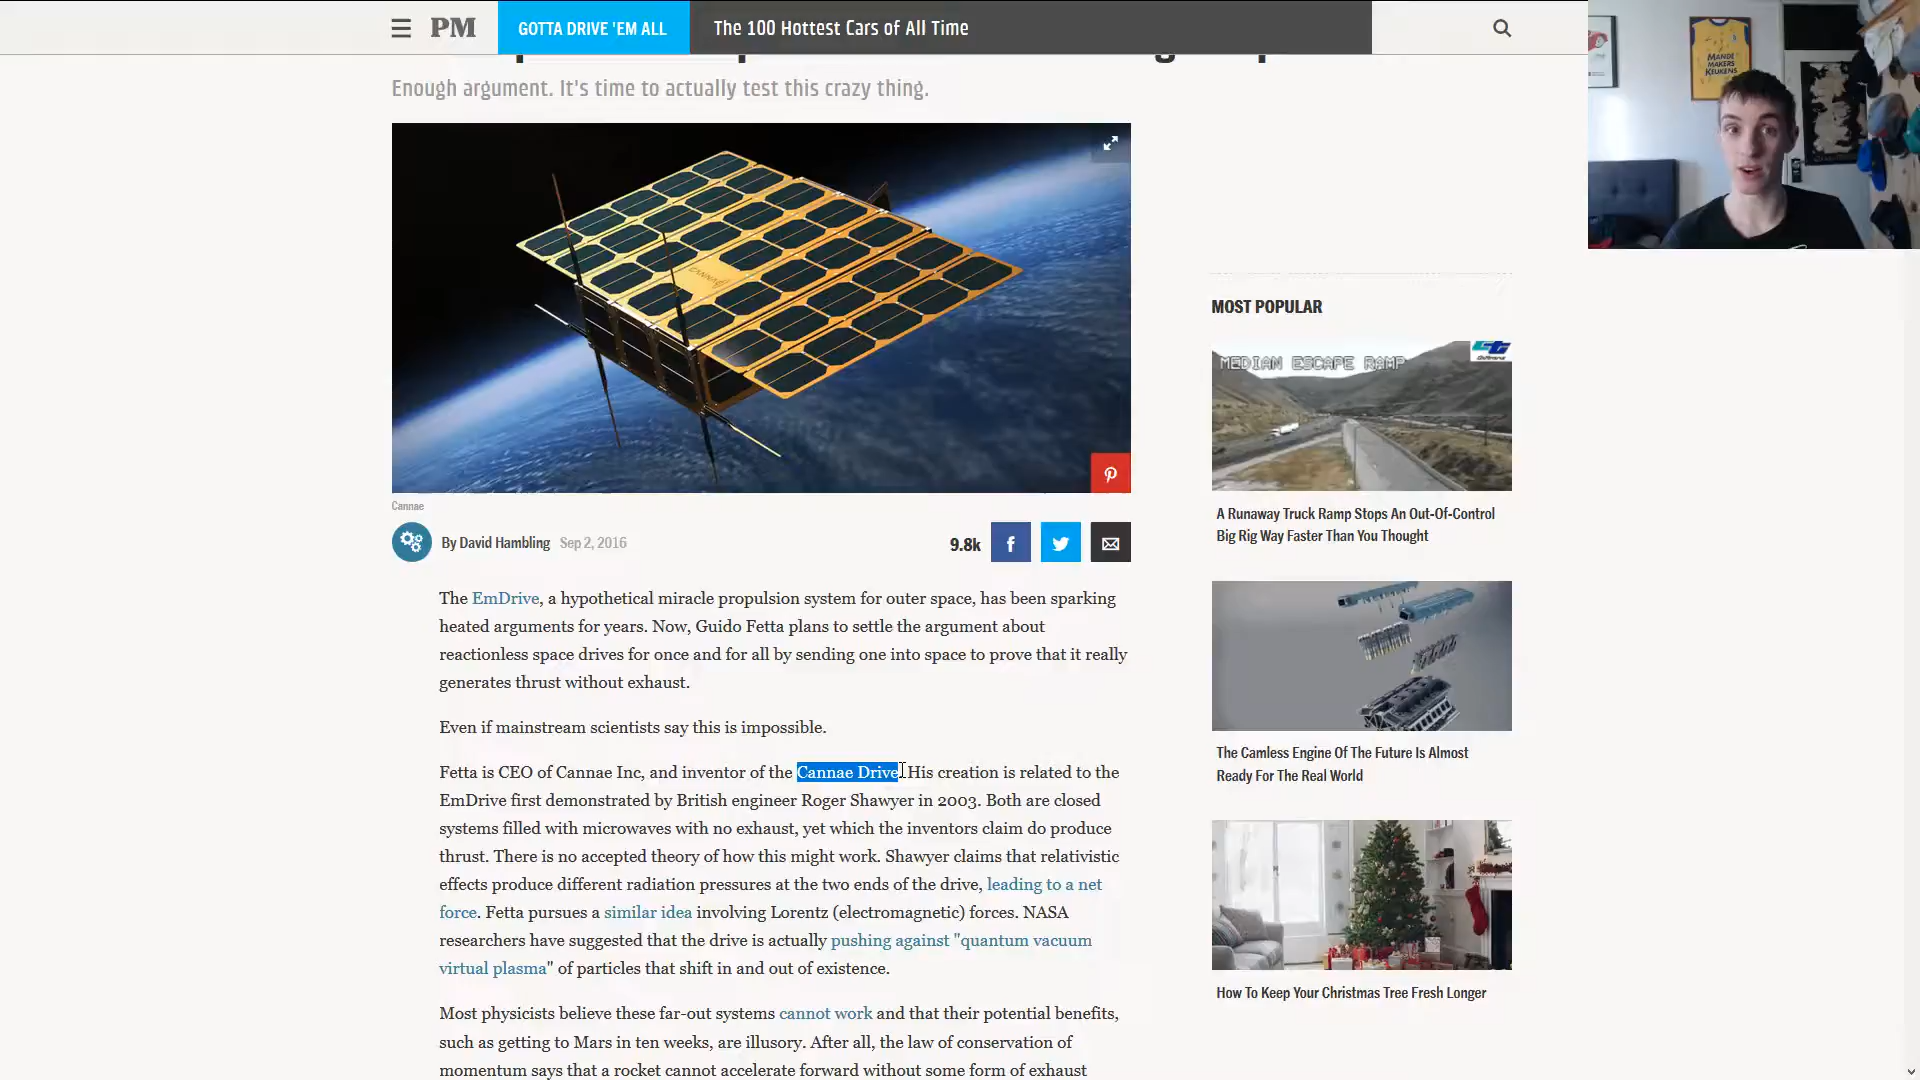 PM
GOTTA DRIVE 'EM ALL
The 100 Hottest Cars of All Time
Enough argument. It's time to actually test this crazy thing.
CANNAE
Cannae
By David Hambling Sep 2, 2016
9.8k
The EmDrive, a hypothetical miracle propulsion system for outer space, has been sparking
heated arguments for years. Now, Guido Fetta plans to settle the argument about
reactionless space drives for once and for all by sending one into space to prove that it really
generates thrust without exhaust.
Even if mainstream scientists say this is impossible.
Fetta is CEO of Cannae Inc, and inventor of the Cannae Drive. His creation is related to the
EmDrive first demonstrated by British engineer Roger Shawyer in 2003. Both are closed
systems filled with microwaves with no exhaust, yet which the inventors claim do produce
thrust. There is no accepted theory of how this might work. Shawyer claims that relativistic
effects produce different radiation pressures at the two ends of the drive, leading to a net
force. Fetta pursues a similar idea involving Lorentz (electromagnetic) forces. NASA
researchers have suggested that the drive is actually pushing against "quantum vacuum
virtual plasma" of particles that shift in and out of existence.
Most physicists believe these far-out systems cannot work and that their potential benefits,
such as getting to Mars in ten weeks, are illusory. After all, the law of conservation of
momentum says that a rocket cannot accelerate forward without some form of exhaust
MOST POPULAR
MEDIAN ESCAPE RAMP
A Runaway Truck Ramp Stops An Out-Of-Control
Big Rig Way Faster Than You Thought
The Camless Engine Of The Future Is Almost
Ready For The Real World
How To Keep Your Christmas Tree Fresh Longer
MANDE
MAKERS
KEUKENS